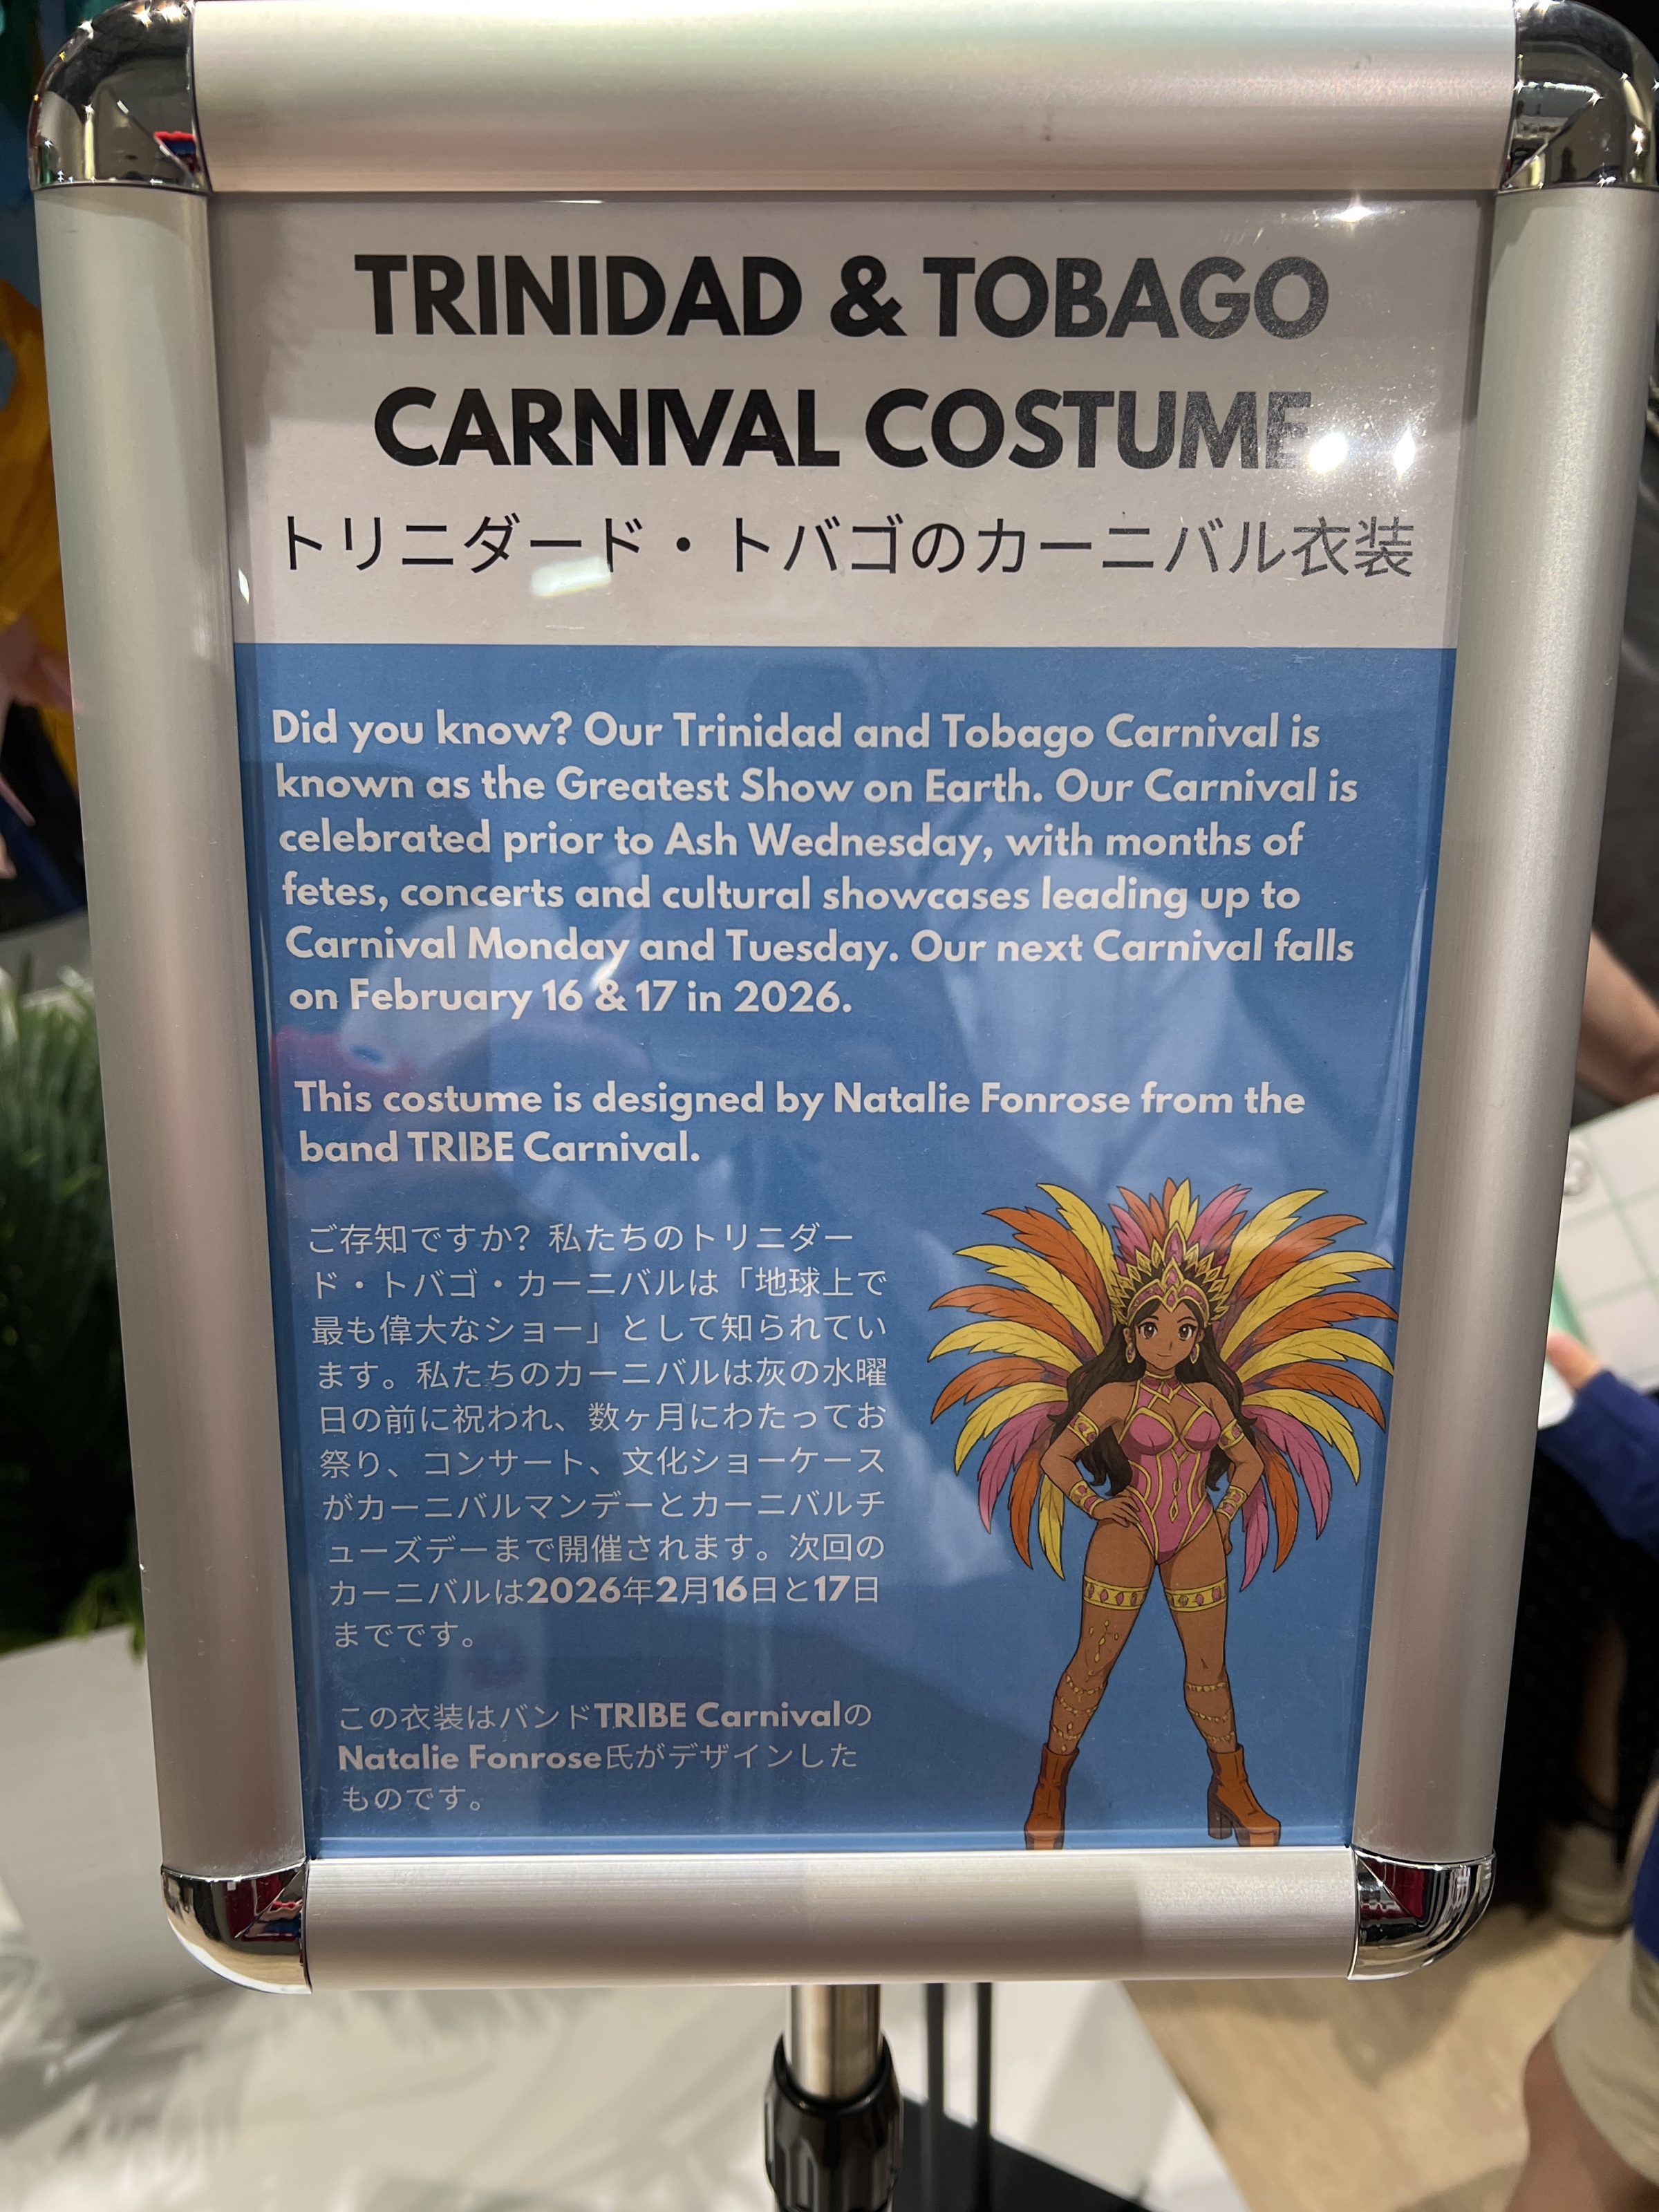 TRINIDAD & TOBAGO
CARNIVAL COSTUME
トリニダード・トバゴのカーニバル衣装
Did you know? Our Trinidad and Tobago Carnival is
known as the Greatest Show on Earth. Our Carnival is
celebrated prior to Ash Wednesday, with months of
fetes, concerts and cultural showcases leading up to
Carnival Monday and Tuesday. Our next Carnival falls
on February 16 & 17 in 2026.
This costume is designed by Natalie Fonrose from the
band TRIBE Carnival.
ご存知ですか? 私たちのトリニダー
ド・トバゴ・カーニバルは「地球上で
最も偉大なショー」として知られてい
ます。私たちのカーニバルは灰の水曜
日の前に祝われ、数ヶ月にわたってお
祭り、コンサート、文化ショーケース
がカーニバルマンデーとカーニバルチ
ューズデーまで開催されます。次回の
カーニバルは2026年2月16日と17日
までです。
この衣装はバンドTRIBE Carnivalの
Natalie Fonrose氏がデザインした
ものです。